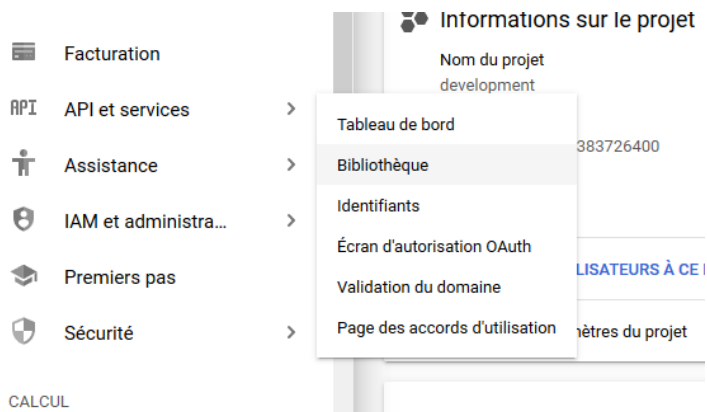 Facturation
API et services
Assistance
IAM et administra...
Premiers pas
Sécurité
CALCUL
Tableau de bord
Bibliothèque
Identifiants
Écran d'autorisation OAuth
Validation du domaine
Page des accords d'utilisation
Informations sur le projet
Nom du projet
development
383726400
À CE
du projet